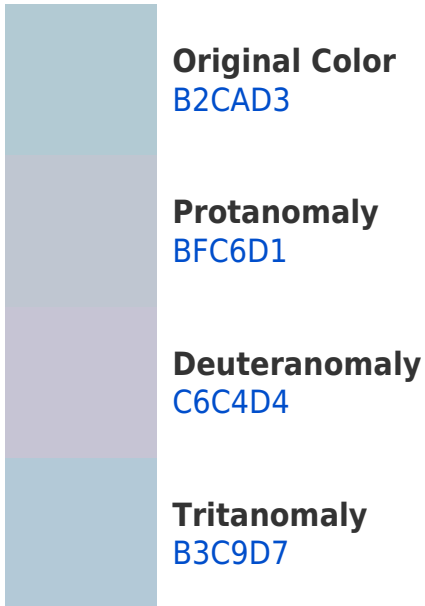 Original Color
B2CAD3
Protanomaly
BFC6D1
Deuteranomaly
C6C4D4
Tritanomaly
B3C9D7